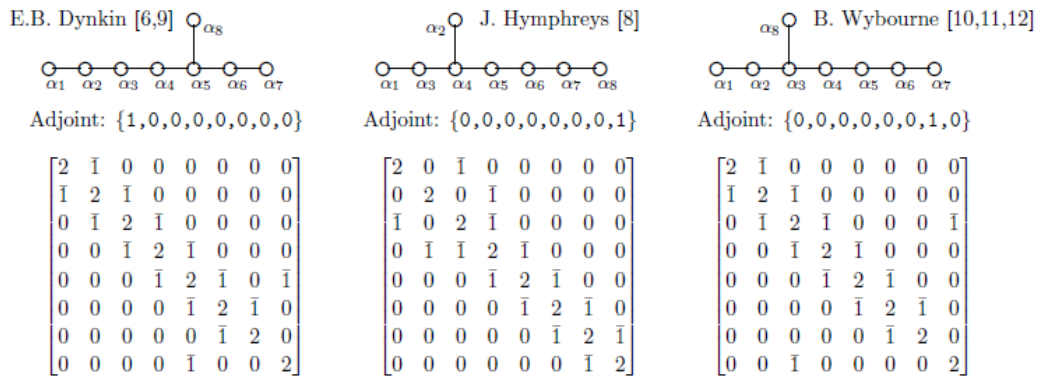 E.B. Dynkin [6,9] α8
α1 α2 α3 α4 α5 α6 α7
Adjoint: {1,0,0,0,0,0,0,0}
2 1̄ 0 0 0 0 0 0
1̄ 2 1̄ 0 0 0 0 0
0 1̄ 2 1̄ 0 0 0 0
0 0 1̄ 2 1̄ 0 0 0
0 0 0 1̄ 2 1̄ 0 1̄
0 0 0 0 1̄ 2 1̄ 0
0 0 0 0 0 1̄ 2 0
0 0 0 0 1̄ 0 0 2
α2 J. Hymphreys [8]
α1 α3 α4 α5 α6 α7 α8
Adjoint: {0,0,0,0,0,0,0,1}
2 0 1̄ 0 0 0 0 0
0 2 0 1̄ 0 0 0 0
1̄ 0 2 1̄ 0 0 0 0
0 1̄ 1̄ 2 1̄ 0 0 0
0 0 0 1̄ 2 1̄ 0 0
0 0 0 0 1̄ 2 1̄ 0
0 0 0 0 0 1̄ 2 1̄
0 0 0 0 0 0 1̄ 2
α8 B. Wybourne [10,11,12]
α1 α2 α3 α4 α5 α6 α7
Adjoint: {0,0,0,0,0,0,1,0}
2 1̄ 0 0 0 0 0 0
1̄ 2 1̄ 0 0 0 0 0
0 1̄ 2 1̄ 0 0 0 1̄
0 0 1̄ 2 1̄ 0 0 0
0 0 0 1̄ 2 1̄ 0 0
0 0 0 0 1̄ 2 1̄ 0
0 0 0 0 0 1̄ 2 0
0 0 1̄ 0 0 0 0 2